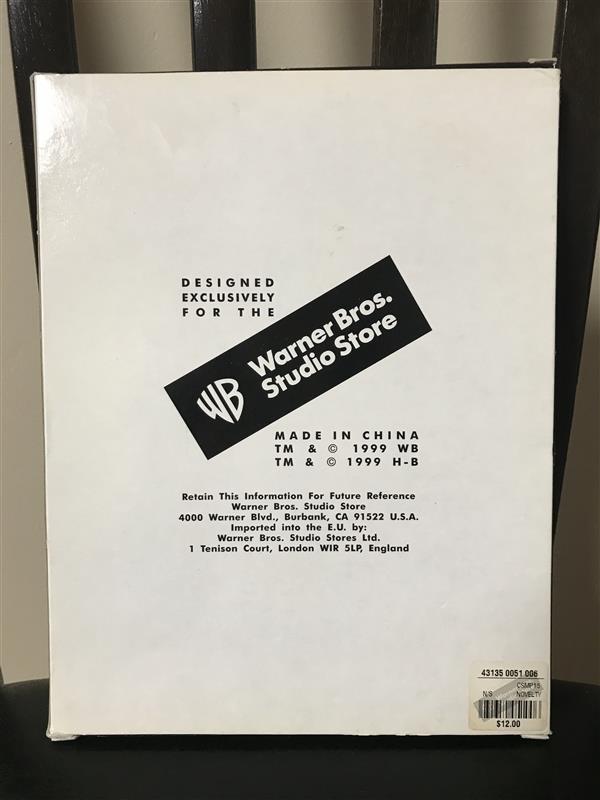 DESIGNED
EXCLUSIVELY
FOR THE
WB Warner Bros.
Studio Store
MADE IN CHINA
TM & © 1999 WB
TM & © 1999 H-B
Retain This Information For Future Reference
Warner Bros. Studio Store
4000 Warner Blvd., Burbank, CA 91522 U.S.A.
Imported into the E.U. by:
Warner Bros. Studio Stores Ltd.
1 Tenison Court, London WIR 5LP, England
43135 0051 006
CSMP15
N/S NOVELTY
$12.00